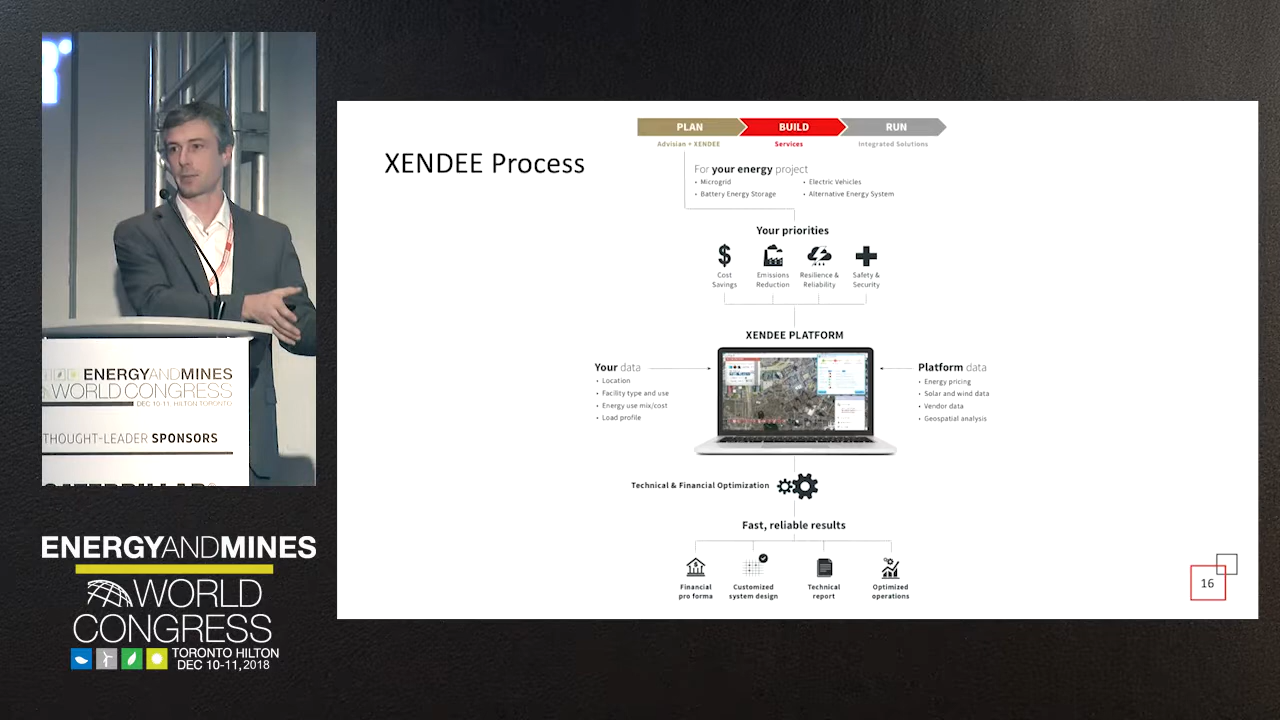 ENERGYANDMINES
WORLD CONGRESS
DEC 10-11, HILTON TORONTO
THOUGHT-LEADER SPONSORS
CATERPILLAR®
ENERGYANDMINES
WORLD
CONGRESS
TORONTO HILTON
DEC 10-11, 2018
XENDEE Process
PLAN
BUILD
RUN
Advisian + XENDEE
Services
Integrated Solutions
For your energy project
• Microgrid
• Electric Vehicles
• Battery Energy Storage
• Alternative Energy System
Your priorities
$
Cost
Savings
Emissions
Reduction
Resilience &
Reliability
Safety &
Security
XENDEE PLATFORM
Your data
• Location
• Facility type and use
• Energy use mix/cost
• Load profile
Platform data
• Energy pricing
• Solar and wind data
• Vendor data
• Geospatial analysis
Technical & Financial Optimization
Fast, reliable results
Financial
pro forma
Customized
system design
Technical
report
Optimized
operations
16